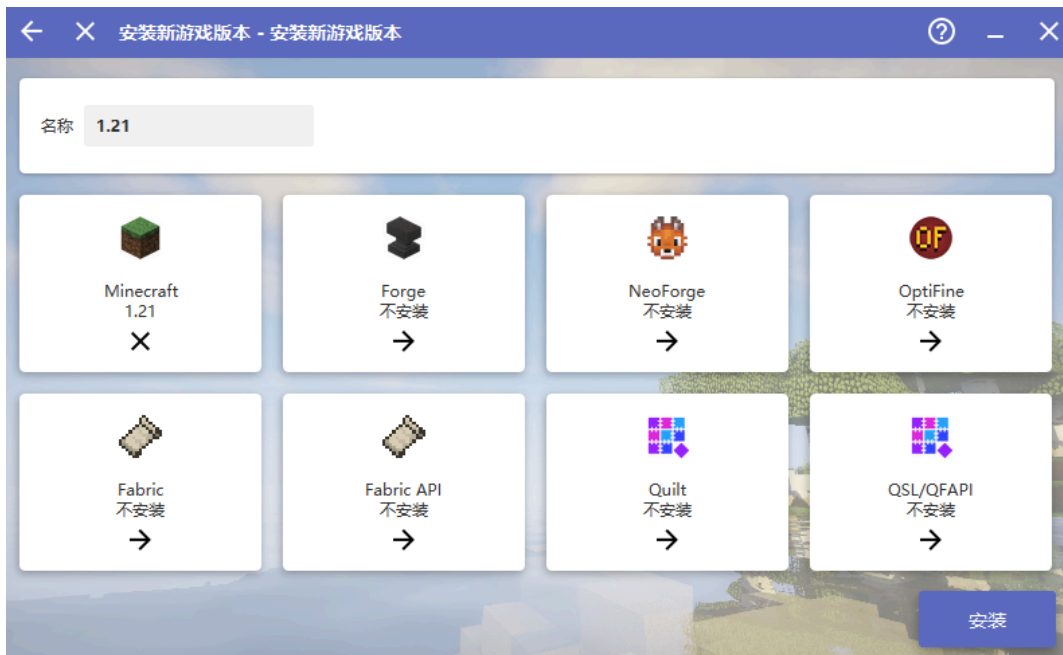 安装新游戏版本 - 安装新游戏版本
名称 1.21
Minecraft
1.21
Forge
不安装
NeoForge
不安装
OptiFine
不安装
Fabric
不安装
Fabric API
不安装
Quilt
不安装
QSL/QFAPI
不安装
安装